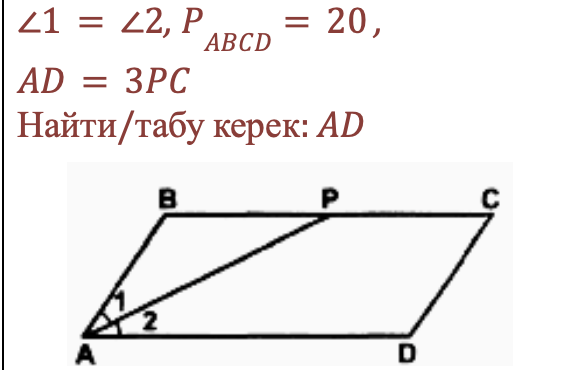 ∠1 = ∠2, P_ABCD = 20,
AD = 3PC
Найти/табу керек: AD
B P C
1
2
A D